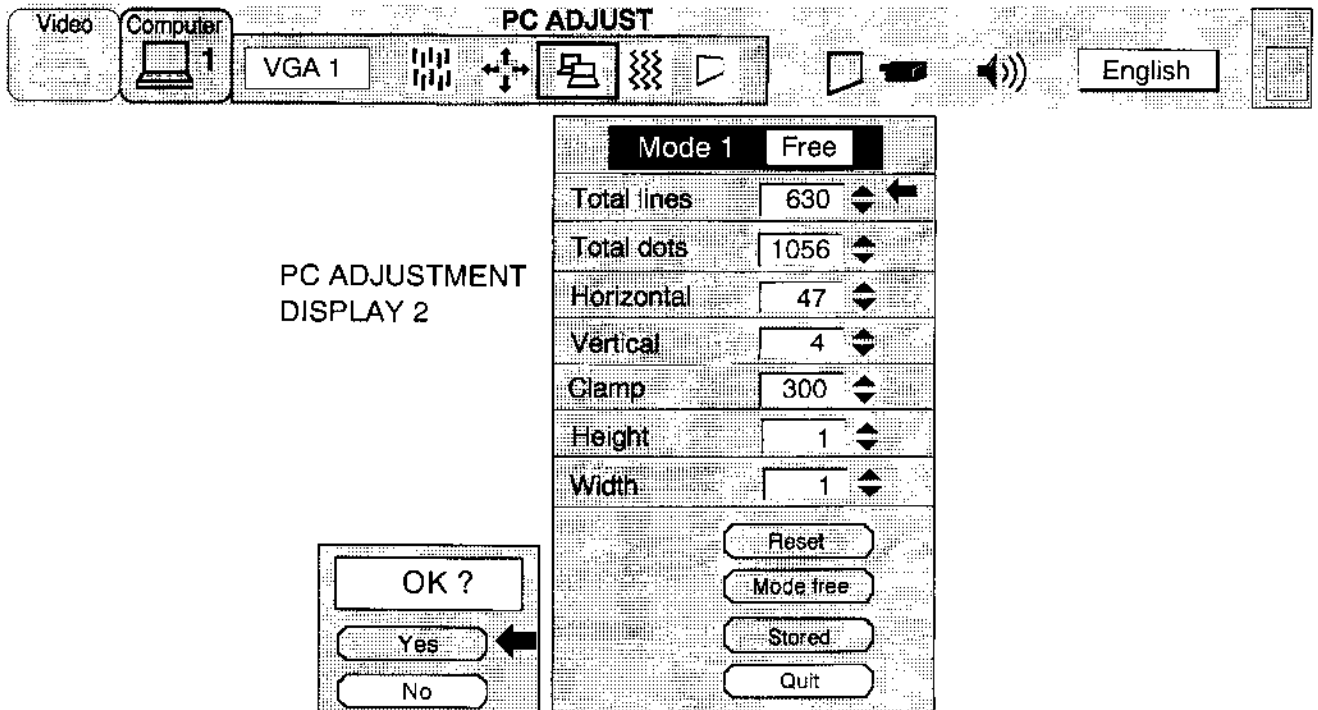 PC ADJUST
Video
Computer
1
VGA 1
English
Mode 1 Free
Total lines 630
Total dots 1056
Horizontal 47
Vertical 4
Clamp 300
Height 1
Width 1
Reset
Mode free
Stored
Quit
PC ADJUSTMENT
DISPLAY 2
OK ?
Yes
No